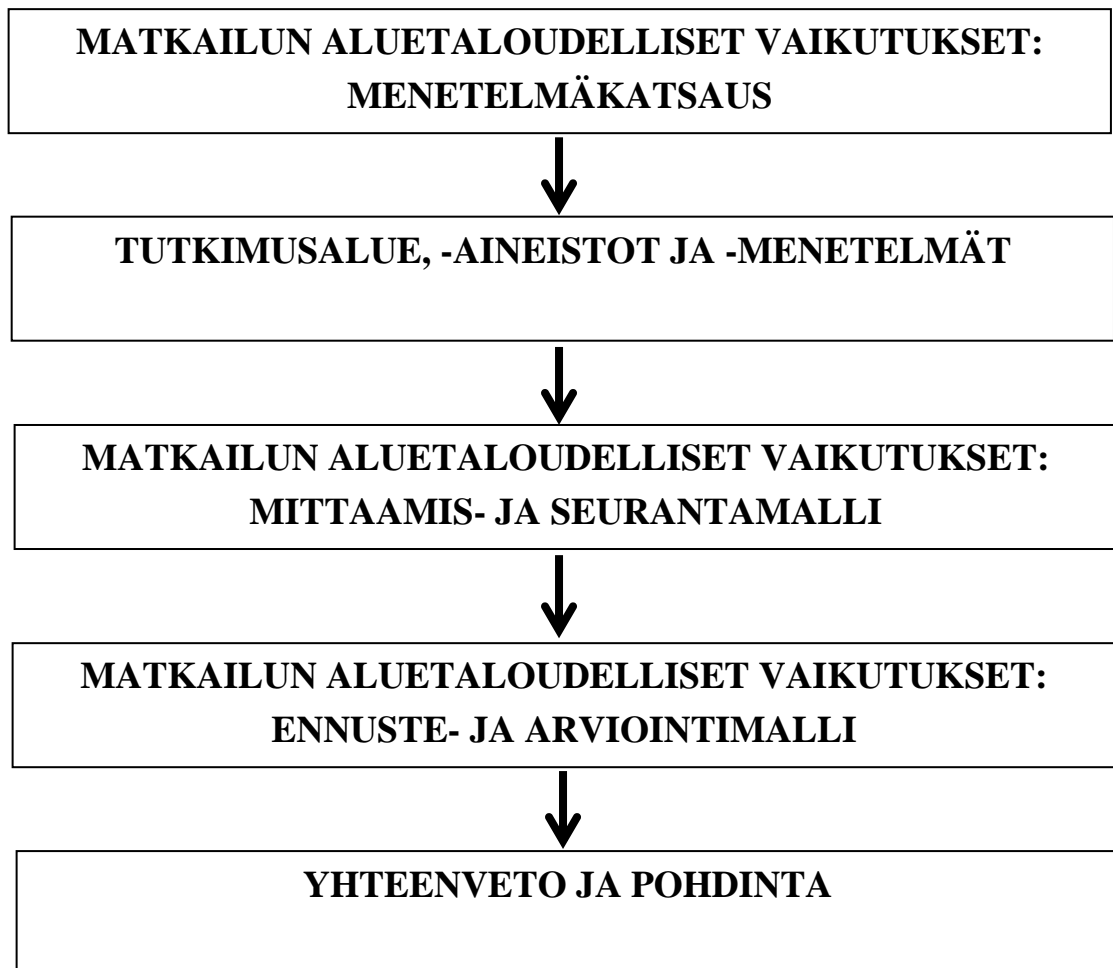 MATKAILUN ALUETALOUDELLISET VAIKUTUKSET:
MENETELMÄKATSAUS
TUTKIMUSALUE, -AINEISTOT JA -MENETELMÄT
MATKAILUN ALUETALOUDELLISET VAIKUTUKSET:
MITTAAMIS- JA SEURANTAMALLI
MATKAILUN ALUETALOUDELLISET VAIKUTUKSET:
ENNUSTE- JA ARVIOINTIMALLI
YHTEENVETO JA POHDINTA